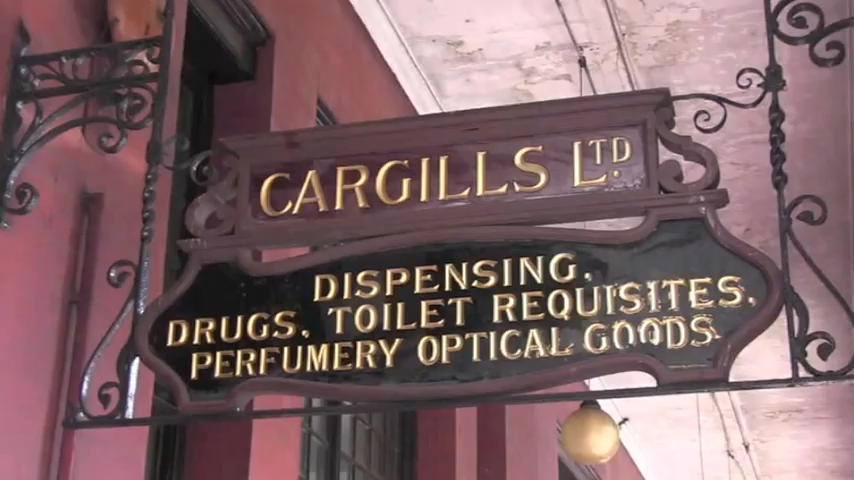 CARGILLS LTD.
DISPENSING.
DRUGS. TOILET REQUISITES.
PERFUMERY OPTICAL GOODS